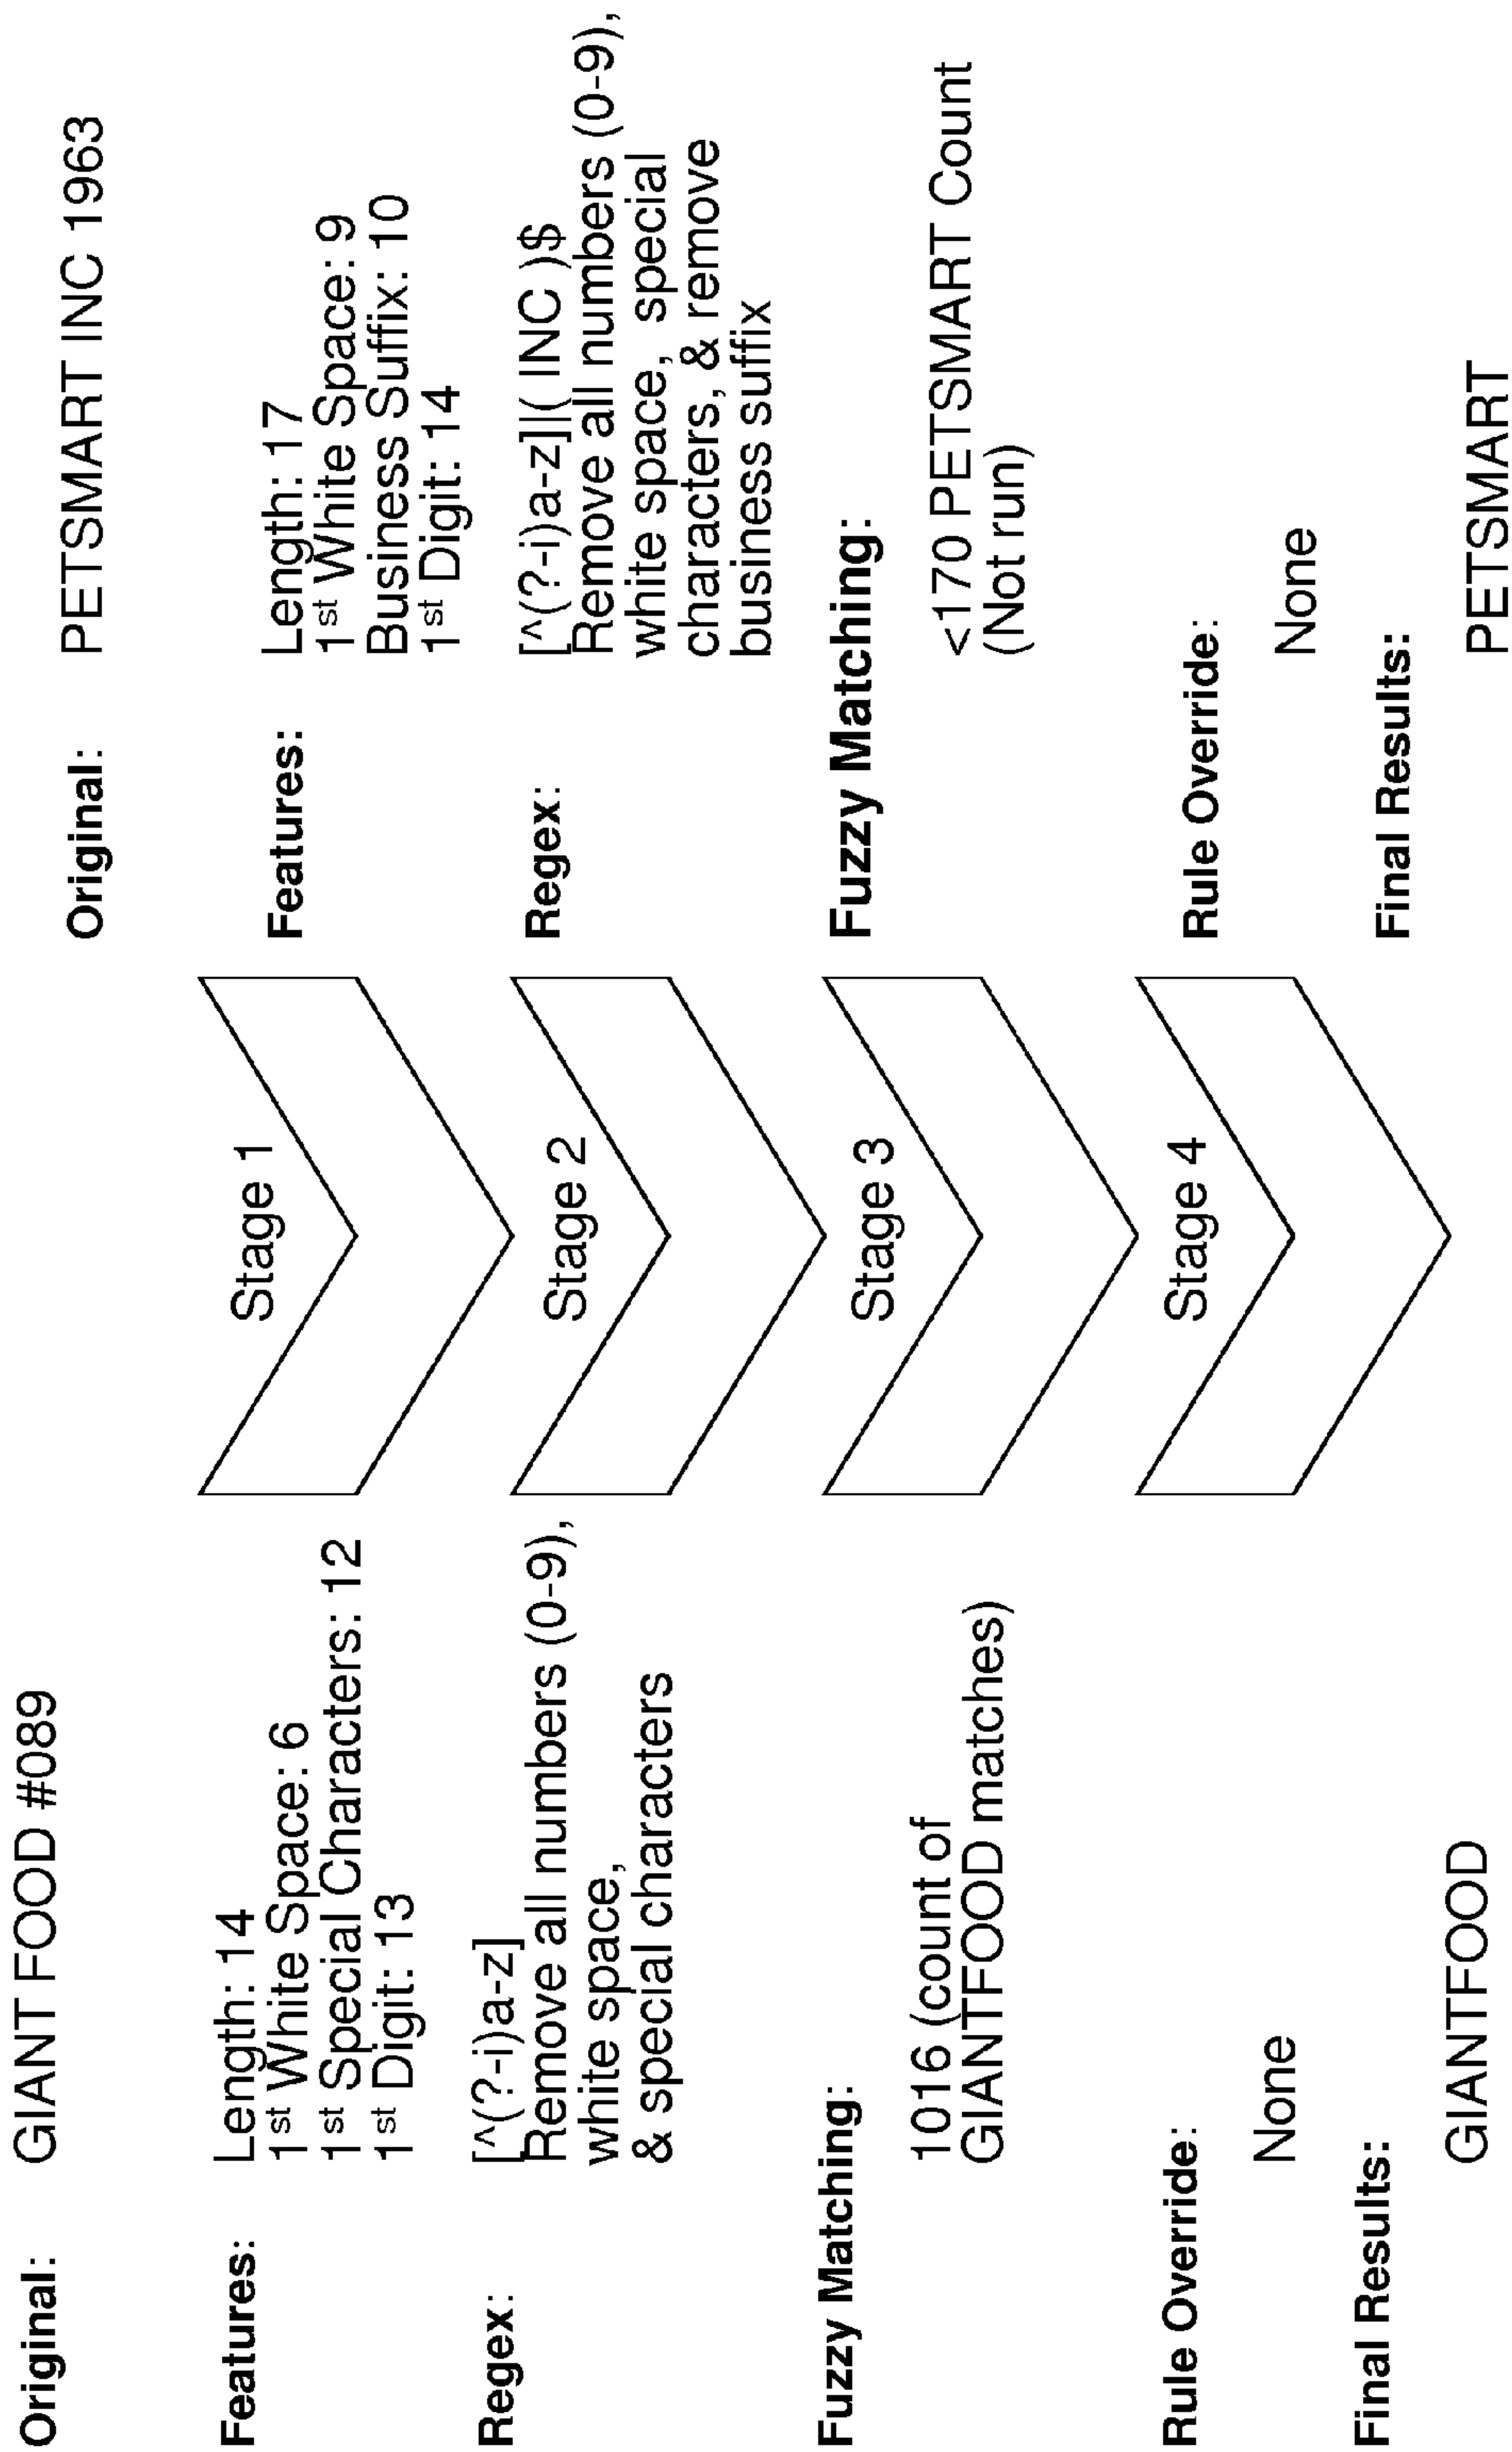 Original: GIANT FOOD #089
Features: Length: 14
1st White Space: 6
1st Special Characters: 12
1st Digit: 13
Regex: [^(?-i)a-z]
Remove all numbers (0-9),
white space,
& special characters
Fuzzy Matching:
1016 (count of
GIANTFOOD matches)
Rule Override:
None
Final Results:
GIANTFOOD
Stage 1
Stage 2
Stage 3
Stage 4
Original: PETSMART INC 1963
Features: Length: 17
1st White Space: 9
Business Suffix: 10
1st Digit: 14
Regex: [^(?-i)a-z]|( INC )$
Remove all numbers (0-9),
white space, special
characters, & remove
business suffix
Fuzzy Matching:
<170 PETSMART Count
(Not run)
Rule Override:
None
Final Results:
PETSMART